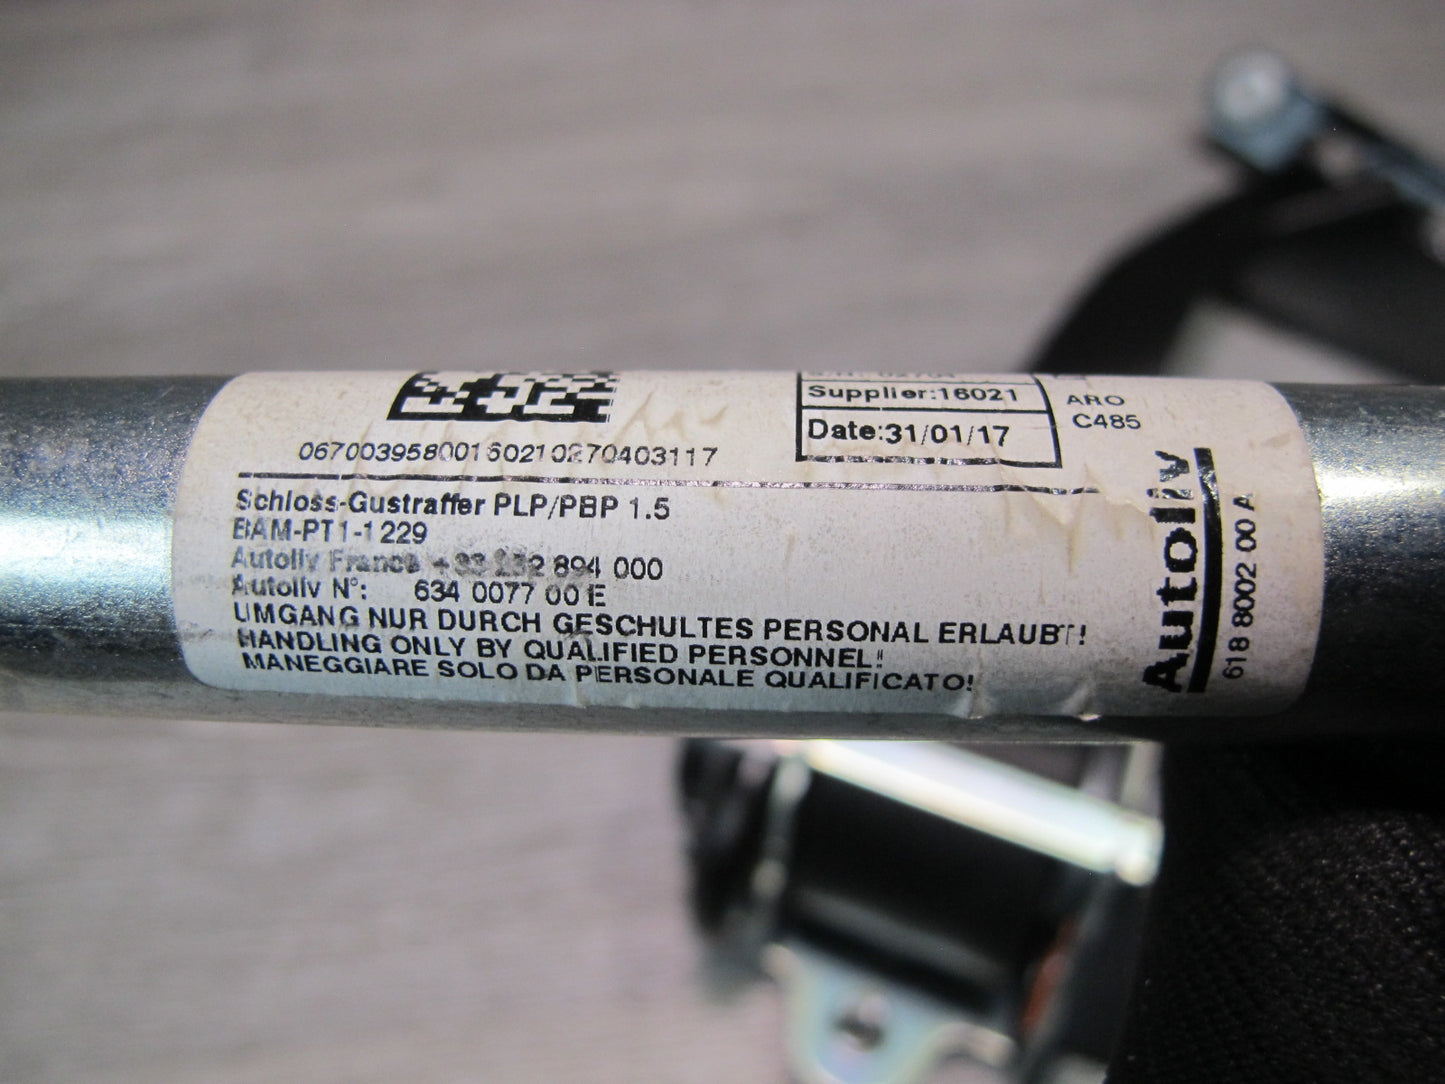 Supplier:16021
Date:31/01/17
ARO
C485
06700395800160210270403117
Schloss-Gustraffer PLP/PBP 1.5
BAM-PT1-1229
Autoliv France +33 232 894 000
Autoliv N°: 634 0077 00 E
UMGANG NUR DURCH GESCHULTES PERSONAL ERLAUBT!
HANDLING ONLY BY QUALIFIED PERSONNEL!
MANEGGIARE SOLO DA PERSONALE QUALIFICATO!
Autoliv
618 8002 00 A